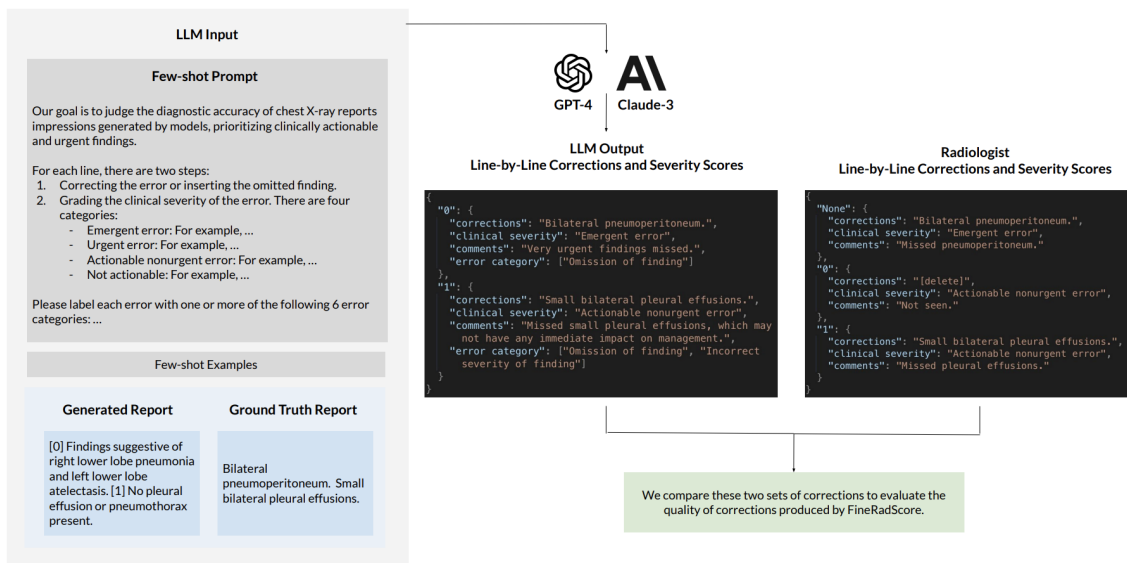 LLM Input
Few-shot Prompt
Our goal is to judge the diagnostic accuracy of chest X-ray reports
impressions generated by models, prioritizing clinically actionable
and urgent findings.
For each line, there are two steps:
1. Correcting the error or inserting the omitted finding.
2. Grading the clinical severity of the error. There are four
categories:
- Emergent error: For example, ...
- Urgent error: For example, ...
- Actionable nonurgent error: For example, ...
- Not actionable: For example, ...
Please label each error with one or more of the following 6 error
categories: ...
Few-shot Examples
Generated Report
[0] Findings suggestive of
right lower lobe pneumonia
and left lower lobe
atelectasis. [1] No pleural
effusion or pneumothorax
present.
Ground Truth Report
Bilateral
pneumoperitoneum. Small
bilateral pleural effusions.
GPT-4
Claude-3
LLM Output
Line-by-Line Corrections and Severity Scores
{
"0": {
"corrections": "Bilateral pneumoperitoneum.",
"clinical severity": "Emergent error",
"comments": "Very urgent findings missed.",
"error category": ["Omission of finding"]
},
"1": {
"corrections": "Small bilateral pleural effusions.",
"clinical severity": "Actionable nonurgent error",
"comments": "Missed small pleural effusions, which may
not have any immediate impact on management.",
"error category": ["Omission of finding", "Incorrect
severity of finding"]
}
}
Radiologist
Line-by-Line Corrections and Severity Scores
{
"None": {
"corrections": "Bilateral pneumoperitoneum.",
"clinical severity": "Emergent error",
"comments": "Missed pneumoperitoneum."
},
"0": {
"corrections": "[delete]",
"clinical severity": "Actionable nonurgent error",
"comments": "Not seen."
},
"1": {
"corrections": "Small bilateral pleural effusions.",
"clinical severity": "Actionable nonurgent error",
"comments": "Missed pleural effusions."
}
}
We compare these two sets of corrections to evaluate the
quality of corrections produced by FineRadScore.